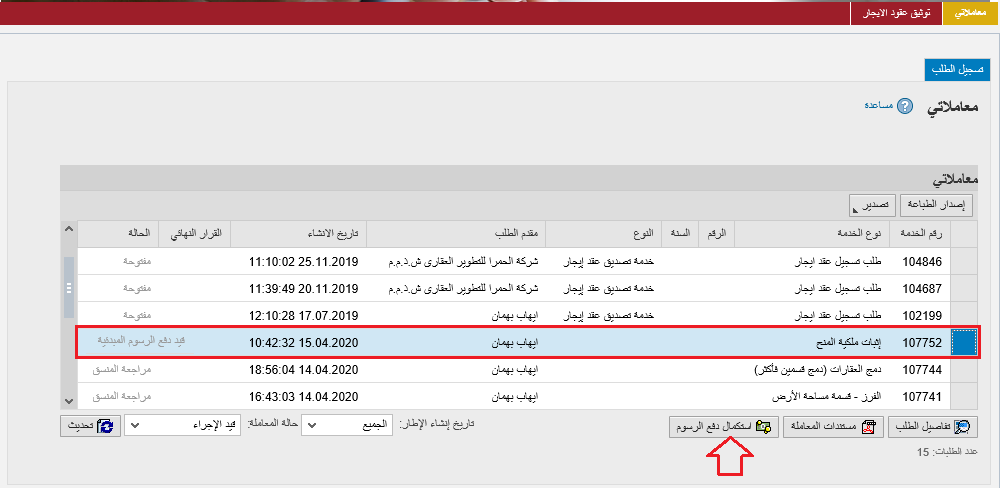 معاملاتي توثيق عقود الايجار
تسجيل الطلب
معاملاتي مساعدة
معاملاتي
إصدار الطباعة تصدير
رقم الخدمة نوع الخدمة الرقم السنة النوع مقدم الطلب تاريخ الانشاء القرار النهائي الحالة
104846 طلب تسجيل عقد ايجار خدمة تصديق عقد إيجار شركة الحمرا للتطوير العقارى ش.ذ.م.م 11:10:02 25.11.2019 مفتوحة
104687 طلب تسجيل عقد ايجار خدمة تصديق عقد إيجار شركة الحمرا للتطوير العقارى ش.ذ.م.م 11:39:49 20.11.2019 مفتوحة
102199 طلب تسجيل عقد ايجار خدمة تصديق عقد إيجار ايهاب بهمان 12:10:28 17.07.2019 مفتوحة
107752 إثبات ملكية المنح ايهاب بهمان 10:42:32 15.04.2020 قيد دفع الرسوم المبدئية
107744 دمج العقارات (دمج قسمين فأكثر) ايهاب بهمان 18:56:04 14.04.2020 مراجعة المنسق
107741 الفرز - قسمة مساحة الأرض ايهاب بهمان 16:43:03 14.04.2020 مراجعة المنسق
تفاصيل الطلب مستندات المعاملة استكمال دفع الرسوم تاريخ إنشاء الإطار: الجميع حالة المعاملة: قيد الإجراء تحديث
عدد الطلبات: 15